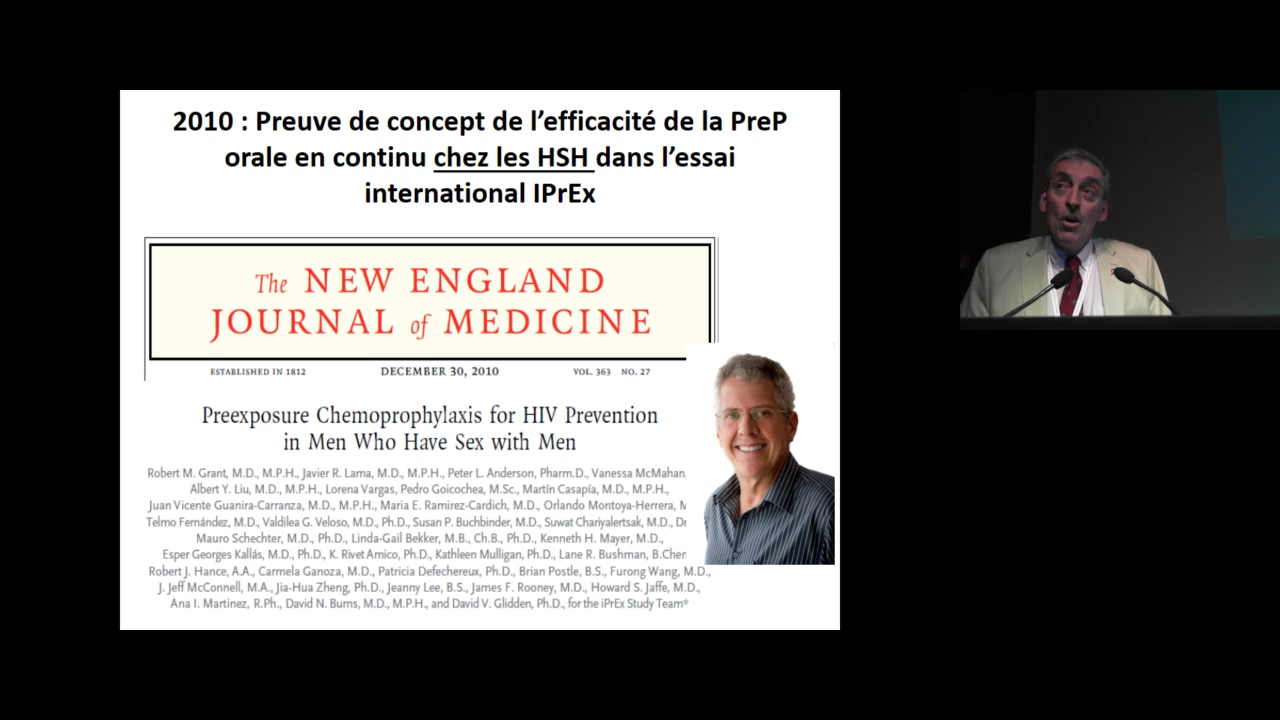 2010 : Preuve de concept de l’efficacité de la PreP
orale en continu chez les HSH dans l’essai
international IPrEx
The NEW ENGLAND
JOURNAL of MEDICINE
ESTABLISHED IN 1812 DECEMBER 30, 2010 VOL. 363 NO. 27
Preexposure Chemoprophylaxis for HIV Prevention
in Men Who Have Sex with Men
Robert M. Grant, M.D., M.P.H., Javier R. Lama, M.D., M.P.H., Peter L. Anderson, Pharm.D., Vanessa McMahan,
Albert Y. Liu, M.D., M.P.H., Lorena Vargas, Pedro Goicochea, M.Sc., Martín Casapía, M.D., M.P.H.,
Juan Vicente Guanira-Carranza, M.D., M.P.H., Maria E. Ramirez-Cardich, M.D., Orlando Montoya-Herrera, M
Telmo Fernández, M.D., Valdilea G. Veloso, M.D., Ph.D., Susan P. Buchbinder, M.D., Suwat Chariyalertsak, M.D., Dr
Mauro Schechter, M.D., Ph.D., Linda-Gail Bekker, M.B., Ch.B., Ph.D., Kenneth H. Mayer, M.D.,
Esper Georges Kallás, M.D., Ph.D., K. Rivet Amico, Ph.D., Kathleen Mulligan, Ph.D., Lane R. Bushman, B.Chem
Robert J. Hance, A.A., Carmela Ganoza, M.D., Patricia Defechereux, Ph.D., Brian Postle, B.S., Furong Wang, M.D.,
J. Jeff McConnell, M.A., Jia-Hua Zheng, Ph.D., Jeanny Lee, B.S., James F. Rooney, M.D., Howard S. Jaffe, M.D.,
Ana I. Martinez, R.Ph., David N. Burns, M.D., M.P.H., and David V. Glidden, Ph.D., for the iPrEx Study Team*